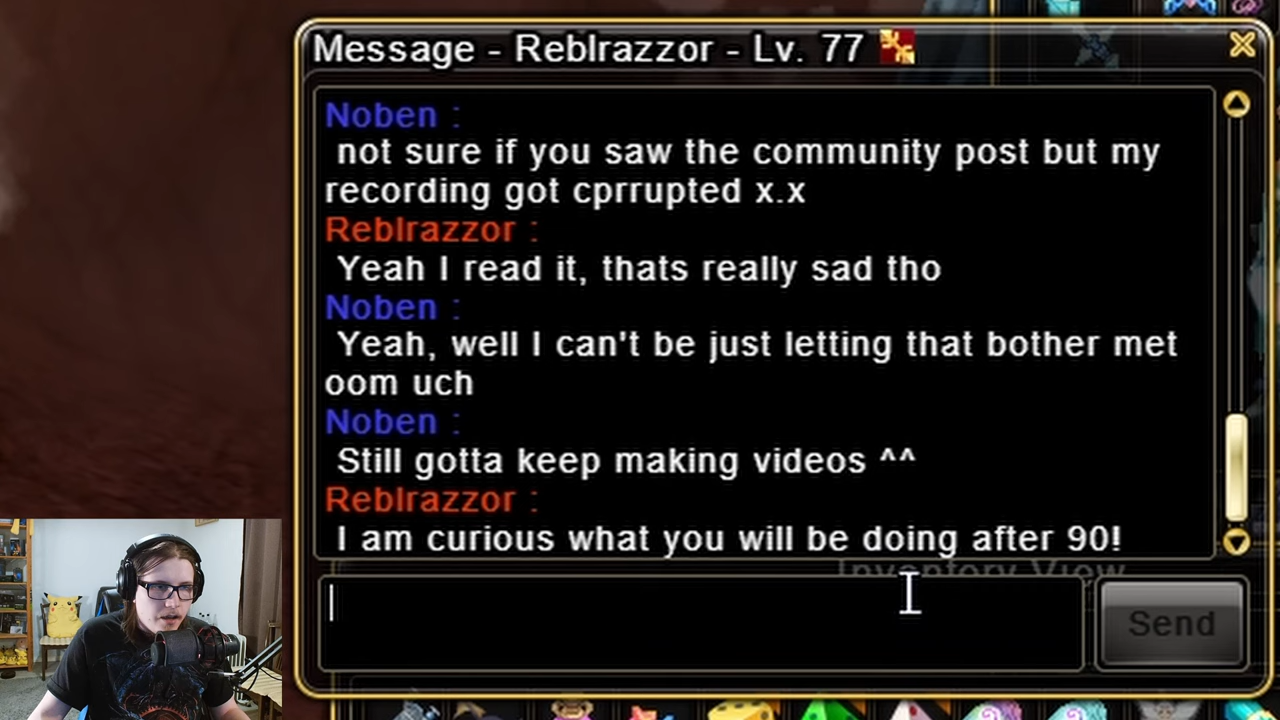 Message - Reblrazzor - Lv. 77
Noben :
not sure if you saw the community post but my
recording got cprrupted x.x
Reblrazzor :
Yeah I read it, thats really sad tho
Noben :
Yeah, well I can't be just letting that bother met
oom uch
Noben :
Still gotta keep making videos ^^
Reblrazzor :
I am curious what you will be doing after 90!
Inventory View
Send